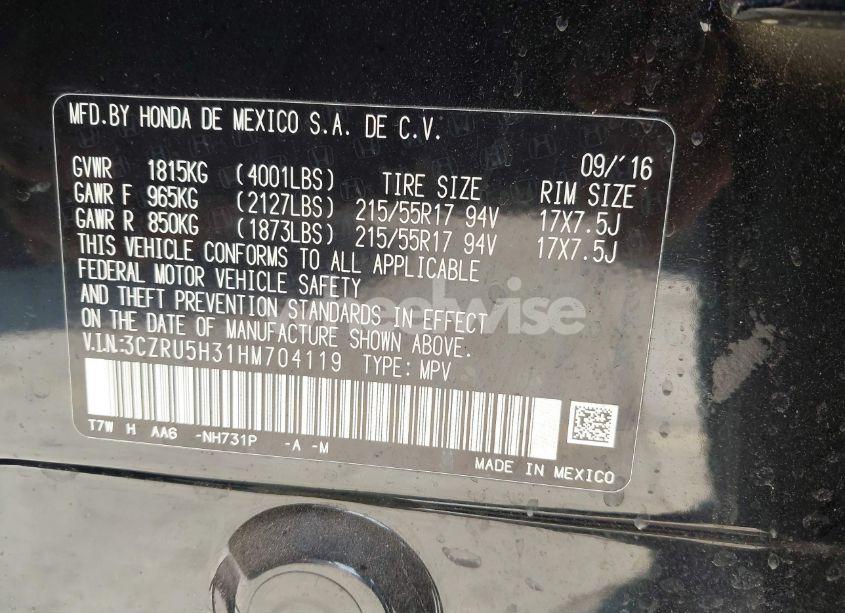 MFD.BY HONDA DE MEXICO S.A. DE C.V.
09/'16
GVWR 1815KG (4001LBS) TIRE SIZE RIM SIZE
GAWR F 965KG (2127LBS) 215/55R17 94V 17X7.5J
GAWR R 850KG (1873LBS) 215/55R17 94V 17X7.5J
THIS VEHICLE CONFORMS TO ALL APPLICABLE
FEDERAL MOTOR VEHICLE SAFETY
AND THEFT PREVENTION STANDARDS IN EFFECT
ON THE DATE OF MANUFACTURE SHOWN ABOVE.
V.I.N.:3CZRU5H31HM704119 TYPE: MPV
T7W H AA6 -NH731P -A -M
MADE IN MEXICO